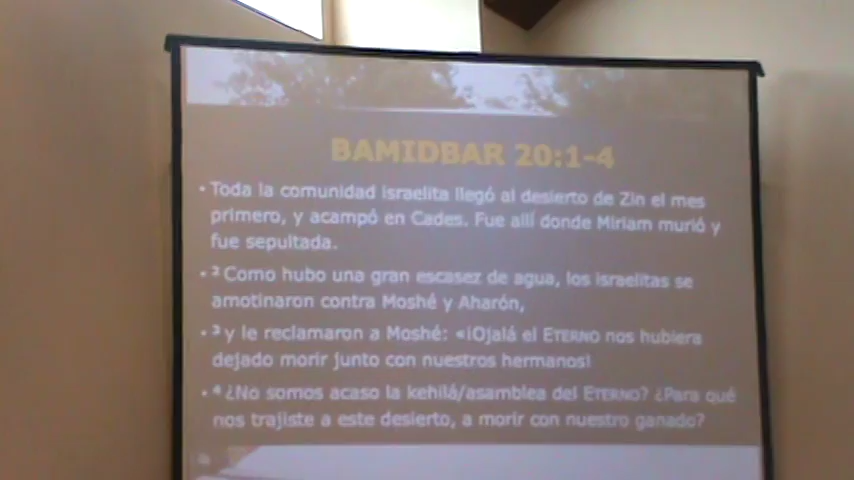 BAMIDBAR 20:1-4
• Toda la comunidad israelita llegó al desierto de Zin el mes
primero, y acampó en Cades. Fue allí donde Miriam murió y
fue sepultada.
• ² Como hubo una gran escasez de agua, los israelitas se
amotinaron contra Moshé y Aharón,
• ³ y le reclamaron a Moshé: «¡Ojalá el ETERNO nos hubiera
dejado morir junto con nuestros hermanos!
• ⁴ ¿No somos acaso la kehilá/asamblea del ETERNO? ¿Para qué
nos trajiste a este desierto, a morir con nuestro ganado?